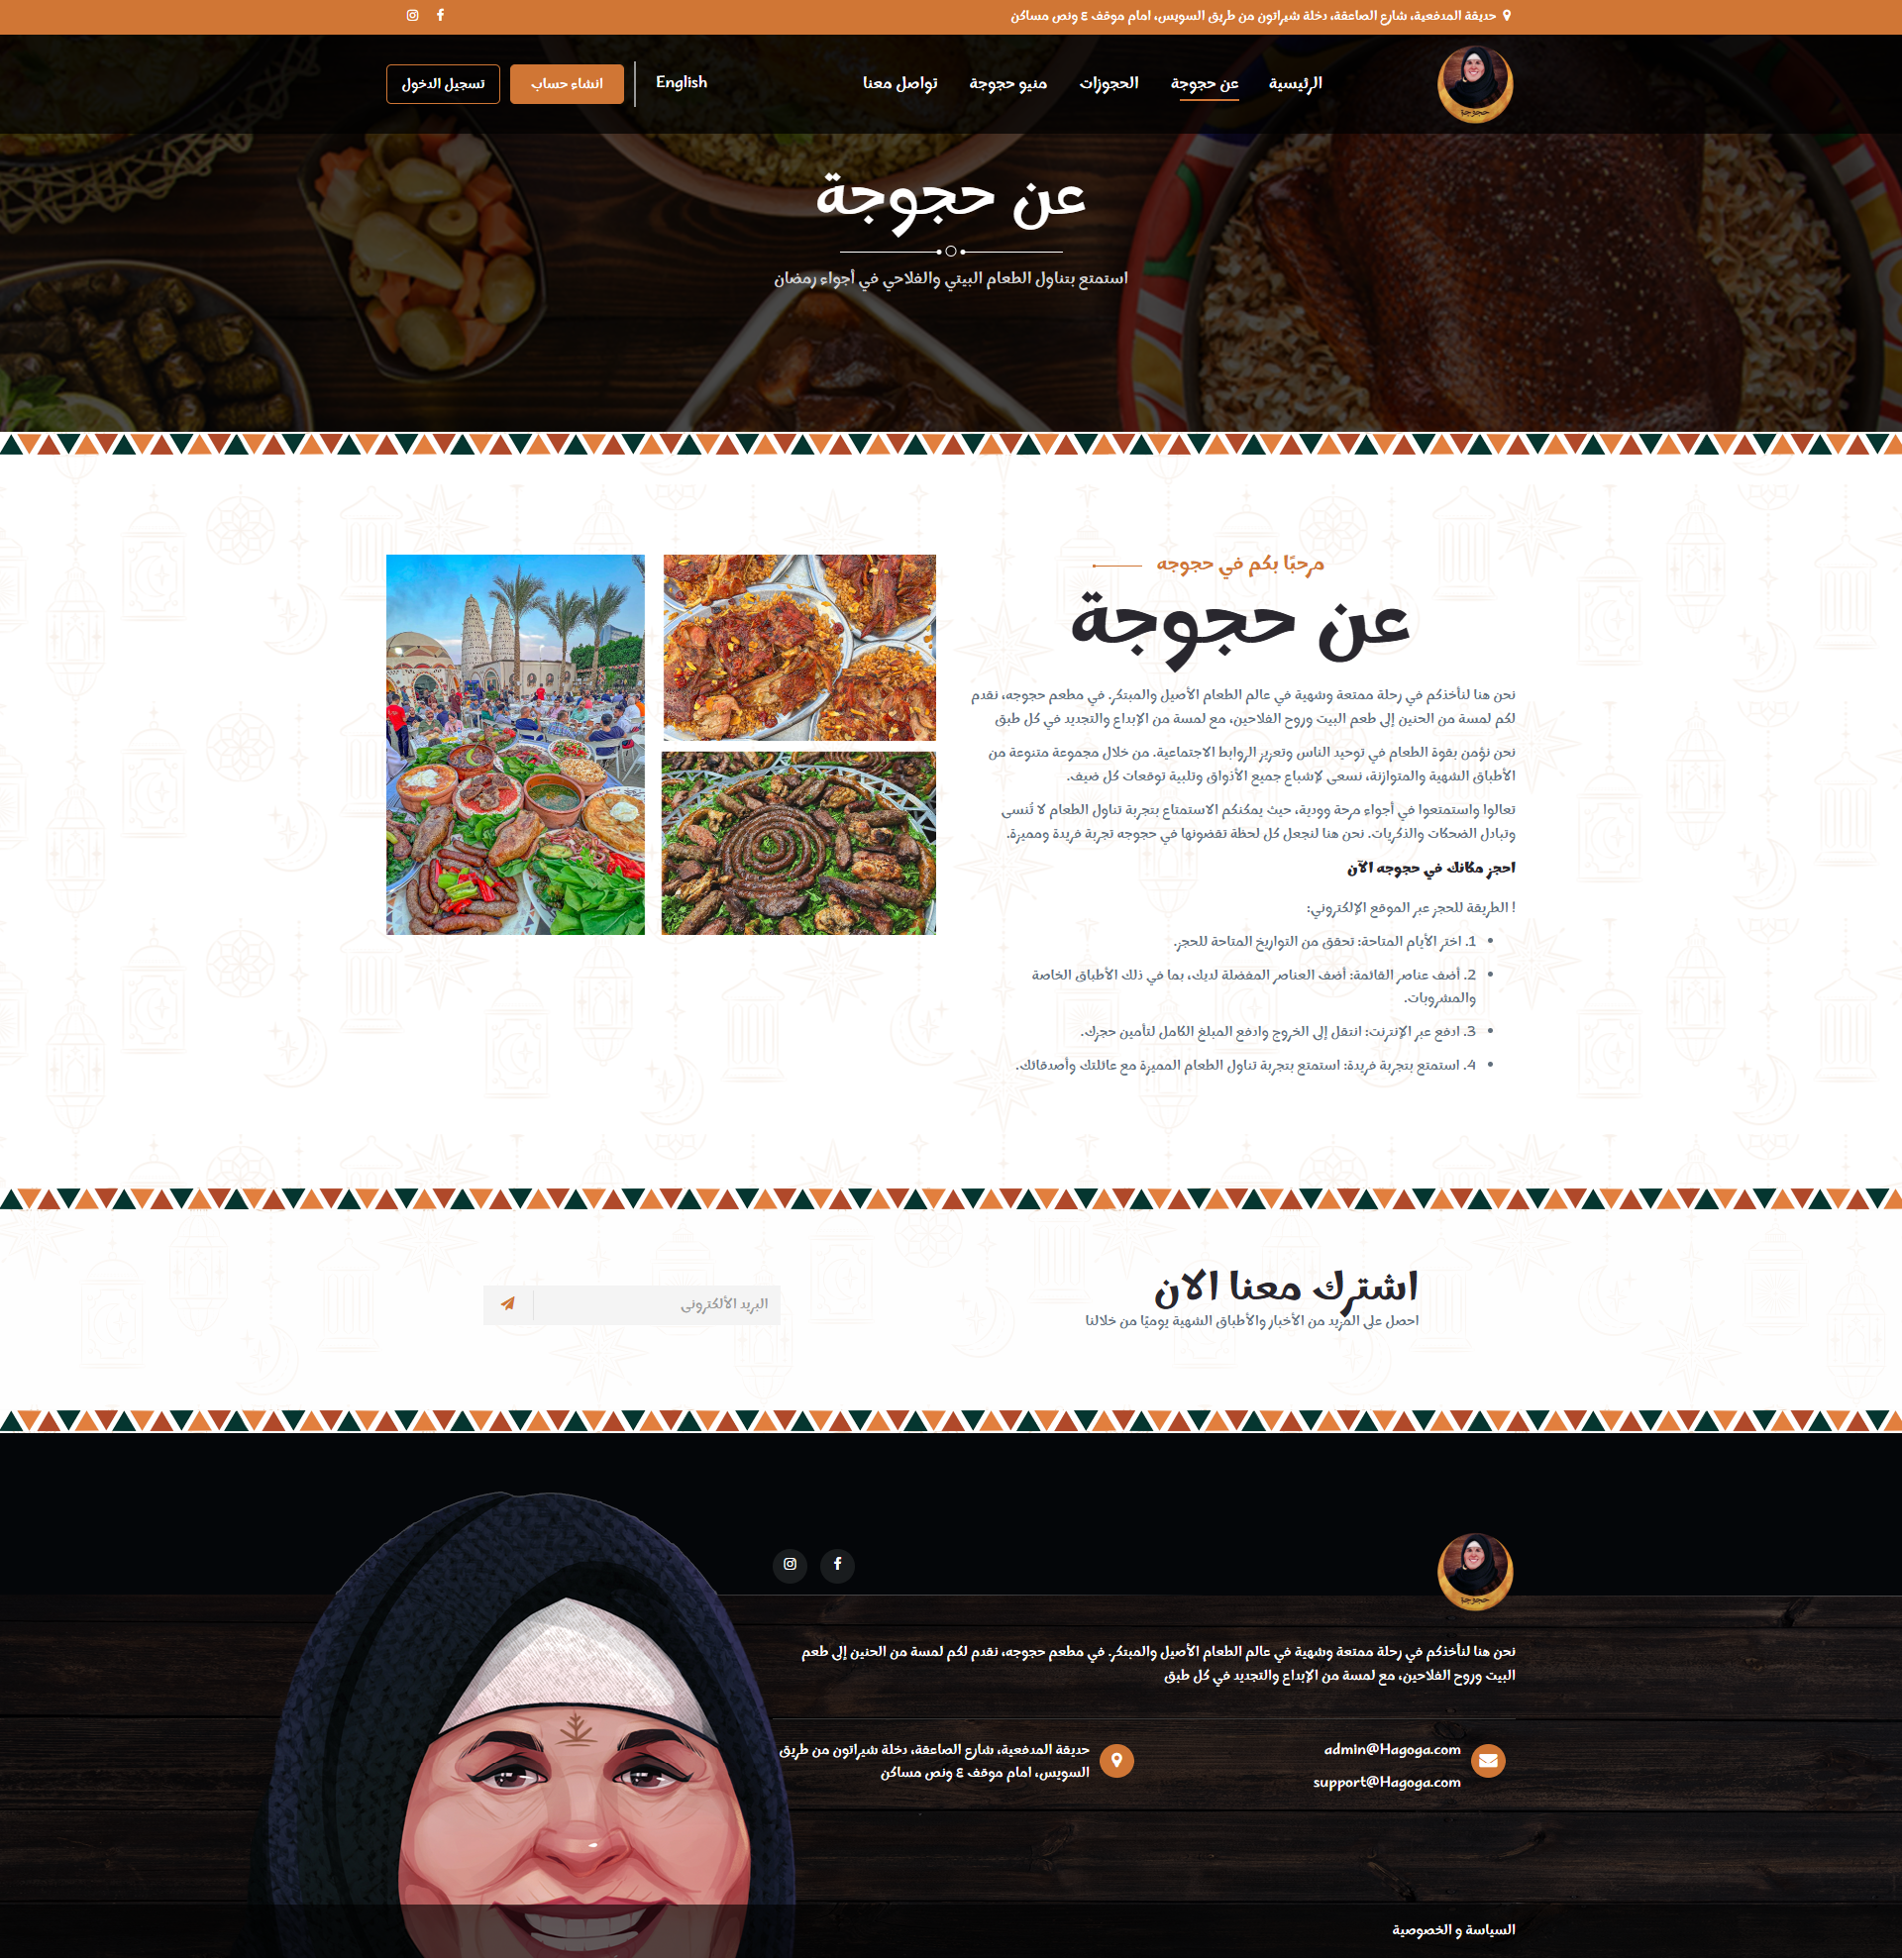 حديقة المدفعية، شارع الصاعقة، دخلة شيراتون من طريق السويس، امام موقف ٤ ونص مساكن
حجوجة
الرئيسية
عن حجوجة
الحجوزات
منيو حجوجة
تواصل معنا
English
انشاء حساب
تسجيل الدخول
عن حجوجة
استمتع بتناول الطعام البيتي والفلاحي في أجواء رمضان
مرحبًا بكم في حجوجه
عن حجوجة
نحن هنا لنأخذكم في رحلة ممتعة وشهية في عالم الطعام الأصيل والمبتكر. في مطعم حجوجه، نقدم
لكم لمسة من الحنين إلى طعم البيت وروح الفلاحين، مع لمسة من الإبداع والتجديد في كل طبق
نحن نؤمن بقوة الطعام في توحيد الناس وتعزيز الروابط الاجتماعية. من خلال مجموعة متنوعة من
الأطباق الشهية والمتوازنة، نسعى لإشباع جميع الأذواق وتلبية توقعات كل ضيف.
تعالوا واستمتعوا في أجواء مرحة وودية، حيث يمكنكم الاستمتاع بتجربة تناول الطعام لا تُنسى
وتبادل الضحكات والذكريات. نحن هنا لنجعل كل لحظة تقضونها في حجوجه تجربة فريدة ومميزة.
احجز مكانك في حجوجه الآن
! الطريقة للحجز عبر الموقع الإلكتروني:
• 1. اختر الأيام المتاحة: تحقق من التواريخ المتاحة للحجز.
• 2. أضف عناصر القائمة: أضف العناصر المفضلة لديك، بما في ذلك الأطباق الخاصة
والمشروبات.
• 3. ادفع عبر الإنترنت: انتقل إلى الخروج وادفع المبلغ الكامل لتأمين حجزك.
• 4. استمتع بتجربة فريدة: استمتع بتجربة تناول الطعام المميزة مع عائلتك وأصدقائك.
اشترك معنا الان
احصل على المزيد من الأخبار والأطباق الشهية يوميًا من خلالنا
البريد الألكتروني
حجوجة
نحن هنا لنأخذكم في رحلة ممتعة وشهية في عالم الطعام الأصيل والمبتكر. في مطعم حجوجه، نقدم لكم لمسة من الحنين إلى طعم
البيت وروح الفلاحين، مع لمسة من الإبداع والتجديد في كل طبق
admin@Hagoga.com
support@Hagoga.com
حديقة المدفعية، شارع الصاعقة، دخلة شيراتون من طريق
السويس، امام موقف ٤ ونص مساكن
السياسة و الخصوصية